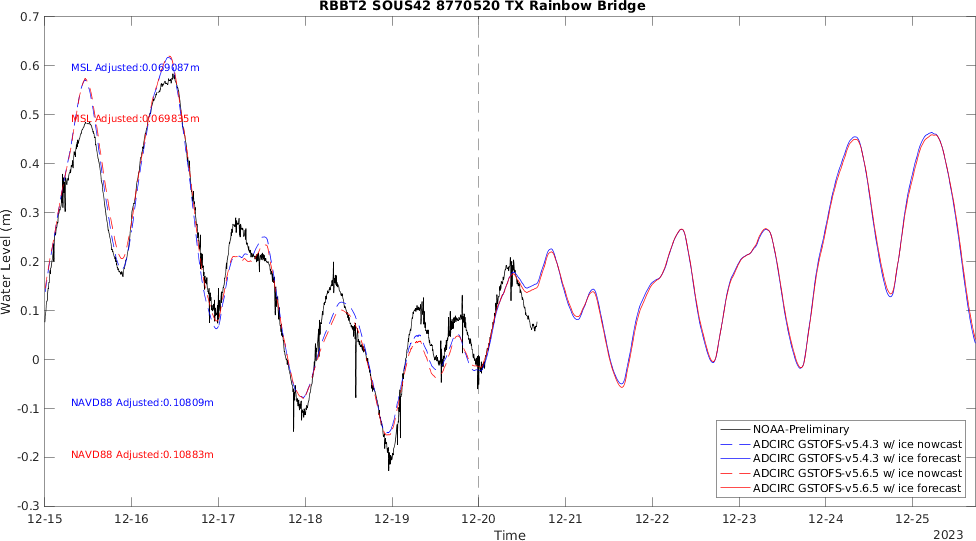 RBBT2 SOUS42 8770520 TX Rainbow Bridge
0.7
0.6
0.5
0.4
0.3
0.2
0.1
0
-0.1
-0.2
-0.3
Water Level (m)
MSL Adjusted:0.069087m
MSL Adjusted:0.069835m
NAVD88 Adjusted:0.10809m
NAVD88 Adjusted:0.10883m
NOAA-Preliminary
ADCIRC GSTOFS-v5.4.3 w/ ice nowcast
ADCIRC GSTOFS-v5.4.3 w/ ice forecast
ADCIRC GSTOFS-v5.6.5 w/ ice nowcast
ADCIRC GSTOFS-v5.6.5 w/ ice forecast
12-15 12-16 12-17 12-18 12-19 12-20 12-21 12-22 12-23 12-24 12-25
Time
2023